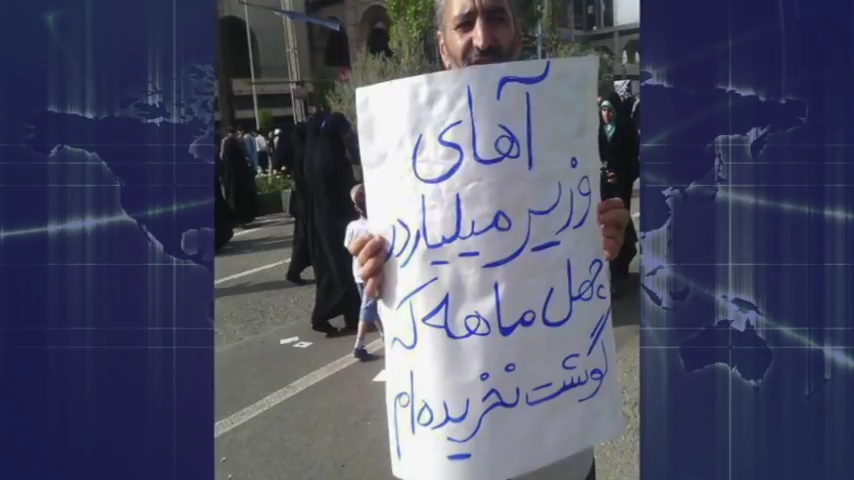 آهای
وزیر میلیاردر
چهل ماهه که
گوشت نخریده ام